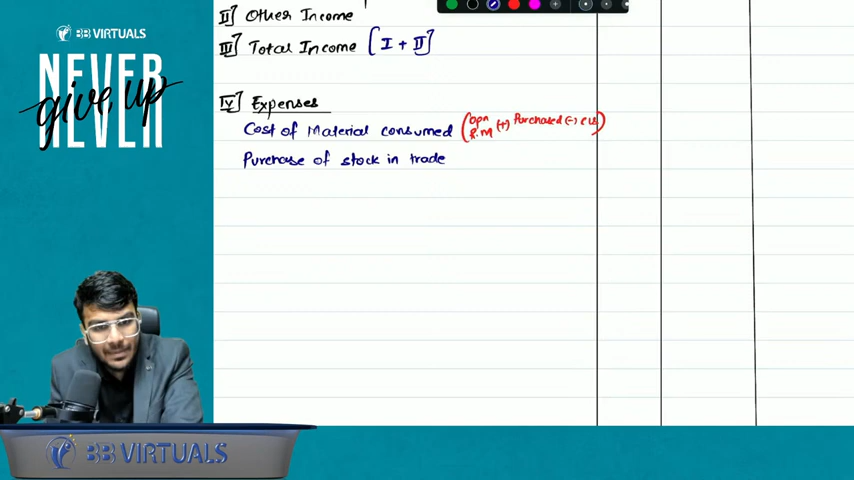 BB VIRTUALS
NEVER
give up
NEVER
II] Other Income
III] Total Income [I + II]
IV] Expenses
Cost of Material consumed (opn R.M (+) Purchased (-) cls)
Purchase of stock in trade
BB VIRTUALS